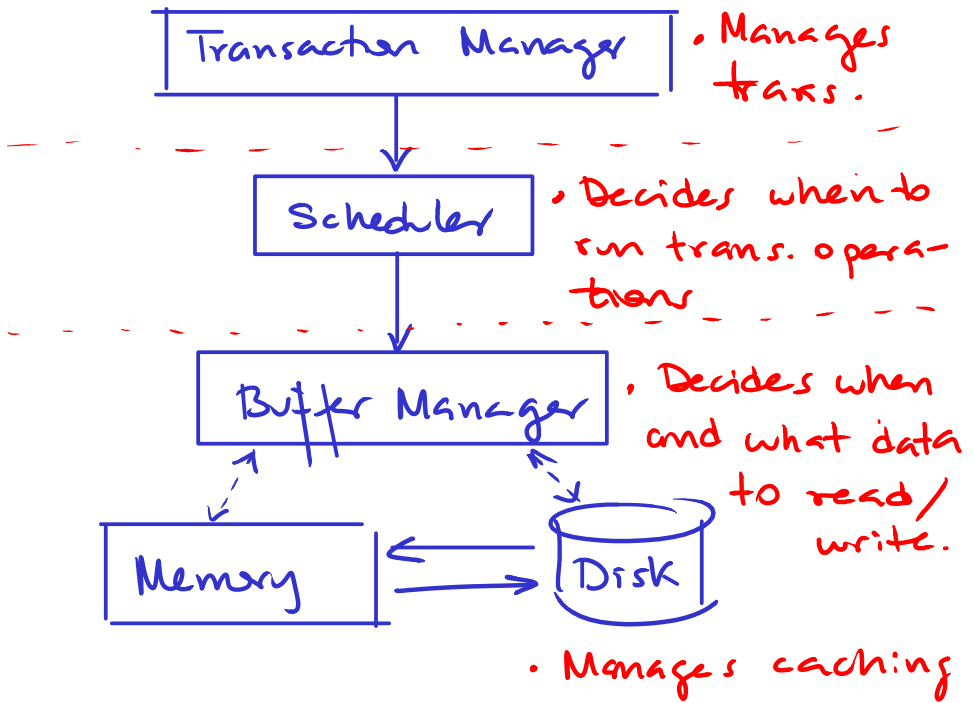 Transaction Manager
• Manages
trans.
Scheduler
• Decides when to
run trans. opera-
tions
Buffer Manager
• Decides when
and what data
to read/
write.
Memory
Disk
• Manages caching